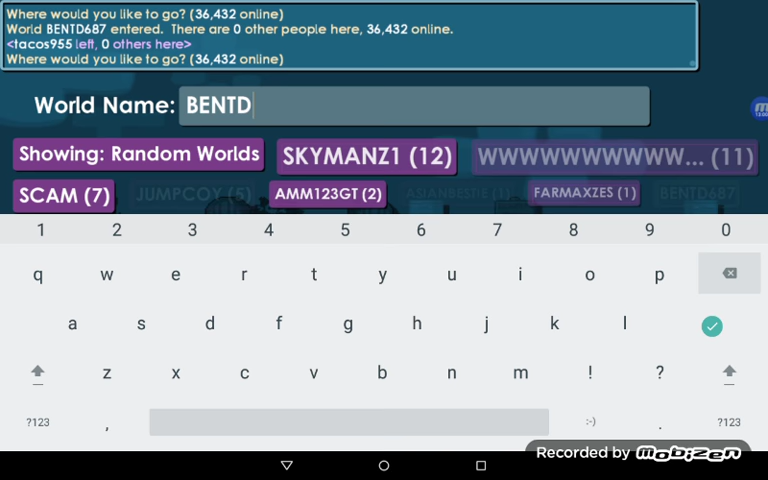 Where would you like to go? (36,432 online)
World BENTD687 entered. There are 0 other people here, 36,432 online.
<tacos955 left, 0 others here>
Where would you like to go? (36,432 online)
World Name: BENTD
Showing: Random Worlds SKYMANZ1 (12) WWWWWWWWWW... (11)
SCAM (7) JUMPCOY (5) AMM123GT (2) ASIANBESTIE (1) FARMAXZES (1) BENTD687
1 2 3 4 5 6 7 8 9 0
q w e r t y u i o p
a s d f g h j k l
z x c v b n m ! ?
?123 , :-) . ?123
Recorded by mobizen